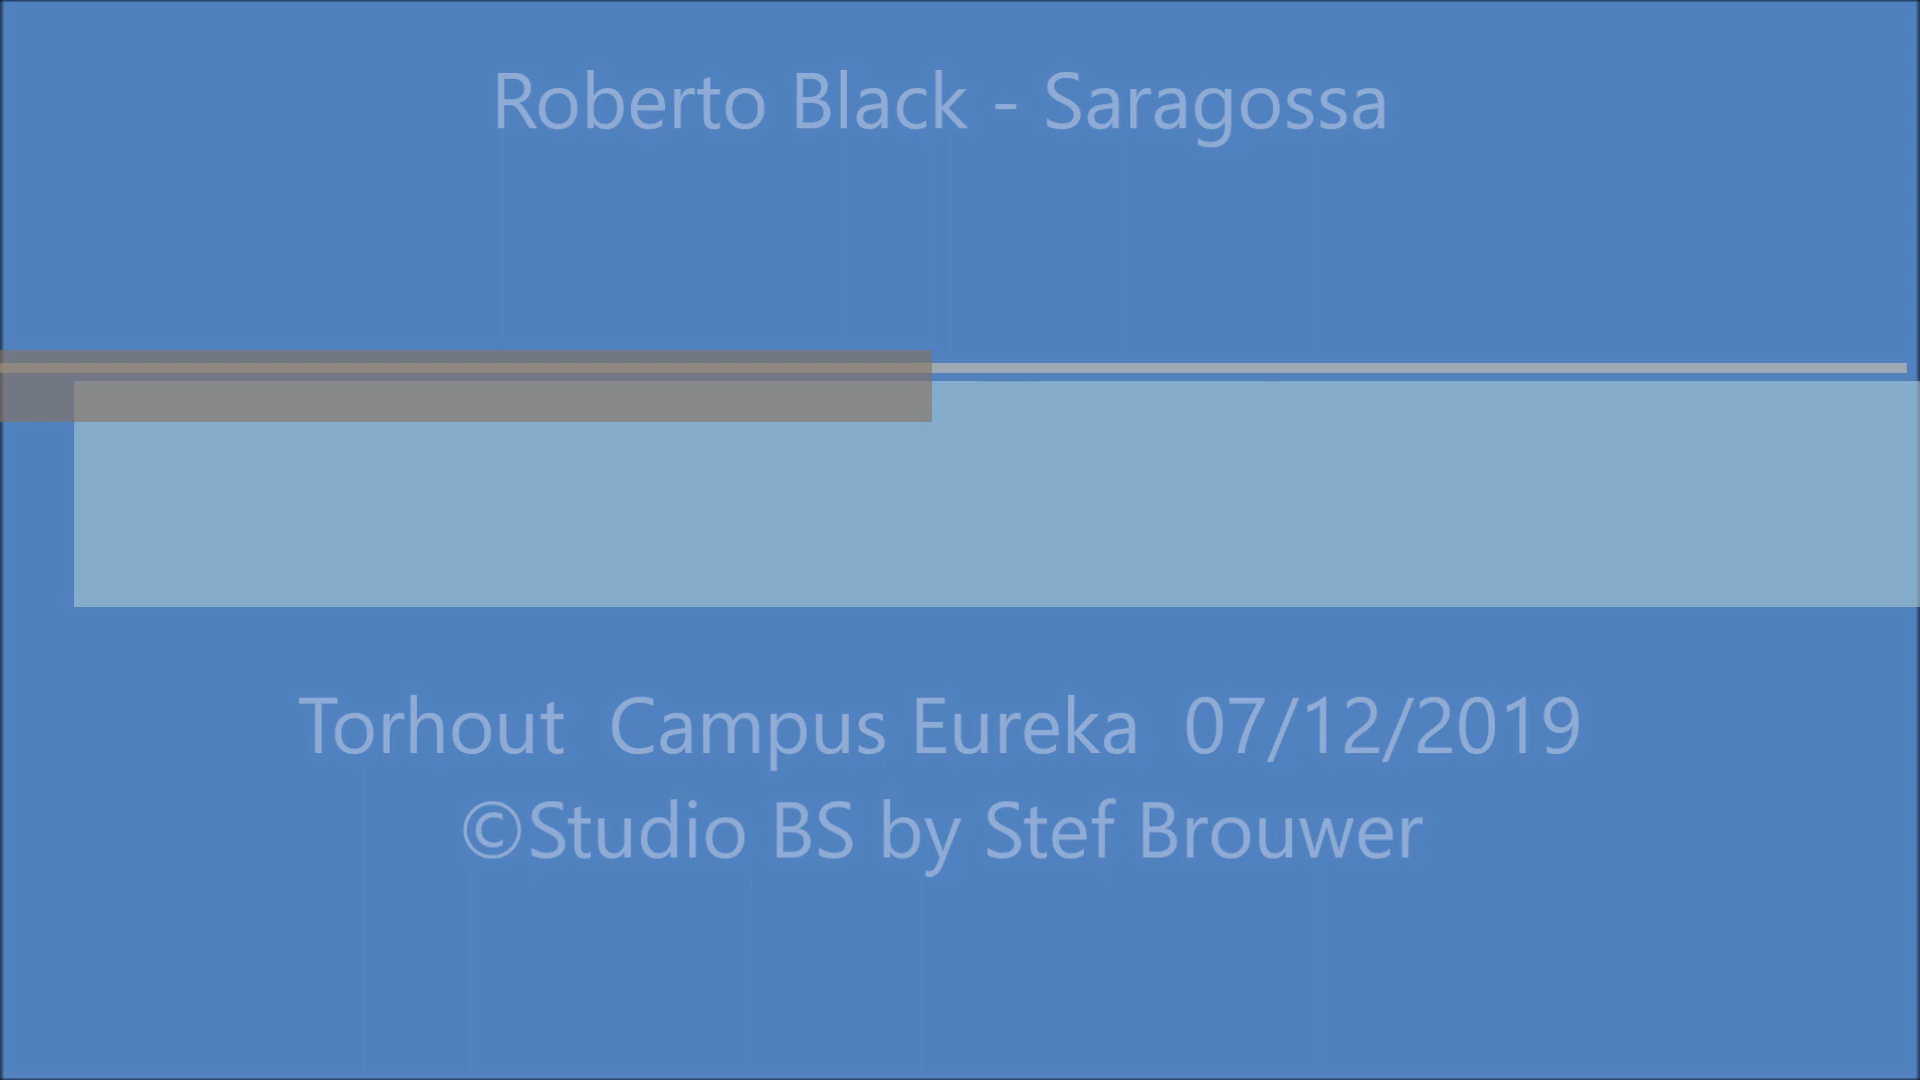 Roberto Black - Saragossa
Torhout  Campus Eureka  07/12/2019
©Studio BS by Stef Brouwer